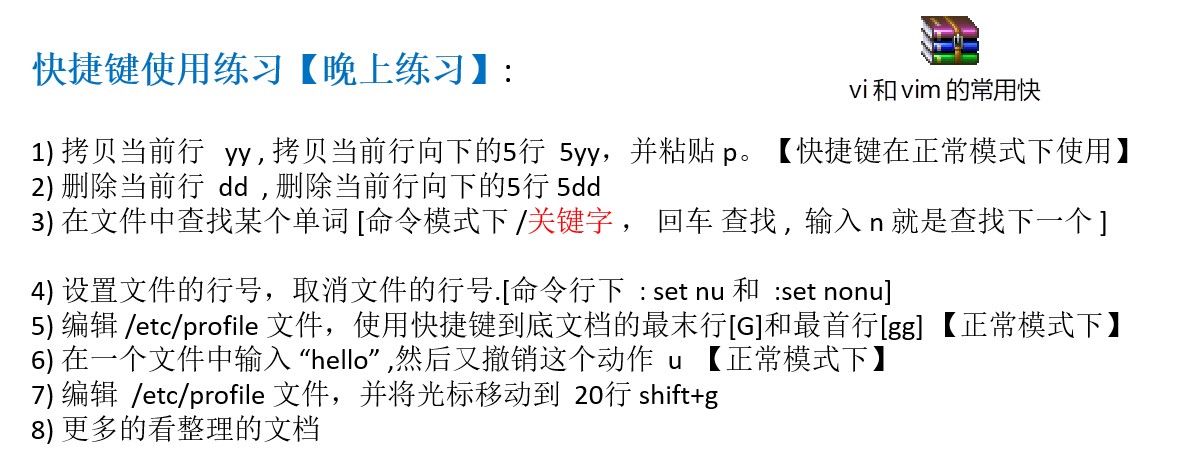 快捷键使用练习【晚上练习】:
vi 和 vim 的常用快
1) 拷贝当前行 yy , 拷贝当前行向下的5行 5yy，并粘贴 p。【快捷键在正常模式下使用】
2) 删除当前行 dd , 删除当前行向下的5行 5dd
3) 在文件中查找某个单词 [命令模式下 /关键字 ， 回车 查找 , 输入 n 就是查找下一个 ]
4) 设置文件的行号，取消文件的行号.[命令行下 : set nu 和 :set nonu]
5) 编辑 /etc/profile 文件，使用快捷键到底文档的最末行[G]和最首行[gg] 【正常模式下】
6) 在一个文件中输入 “hello” ,然后又撤销这个动作 u 【正常模式下】
7) 编辑 /etc/profile 文件，并将光标移动到 20行 shift+g
8) 更多的看整理的文档